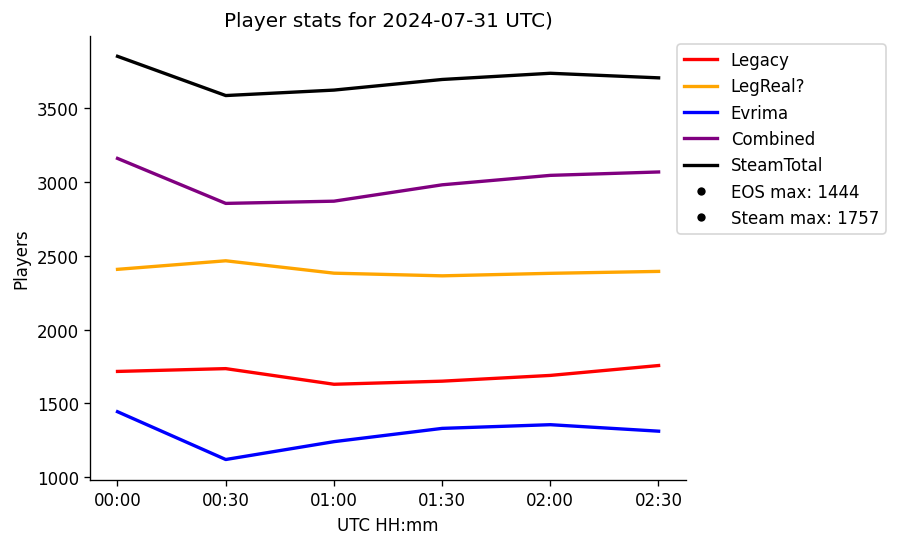 Player stats for 2024-07-31 UTC)
Legacy
LegReal?
Evrima
Combined
SteamTotal
EOS max: 1444
Steam max: 1757
Players
3500
3000
2500
2000
1500
1000
00:00 00:30 01:00 01:30 02:00 02:30
UTC HH:mm